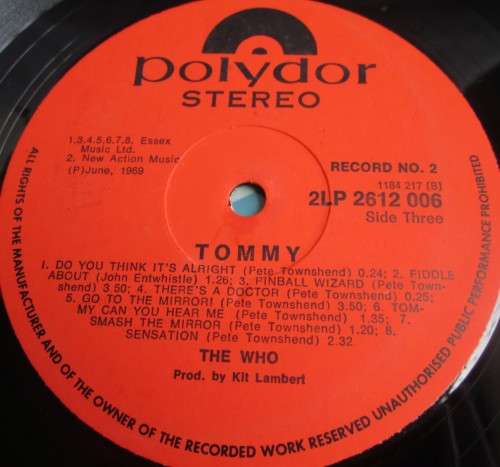 polydor
STEREO
1.3.4.5.6.7.8. Essex
Music Ltd.
2. New Action Music
(P)June, 1969
RECORD NO. 2
1184 217 (B)
2LP 2612 006
Side Three
TOMMY
1. DO YOU THINK IT'S ALRIGHT (Pete Townshend) 0.24; 2. FIDDLE
ABOUT (John Entwhistle) 1.26; 3. PINBALL WIZARD (Pete Town-
shend) 3 50; 4. THERE'S A DOCTOR (Pete Townshend) 0.25;
5. GO TO THE MIRROR! (Pete Townshend) 3.50; 6. TOM-
MY CAN YOU HEAR ME (Pete Townshend) 1.35; 7.
SMASH THE MIRROR (Pete Townshend) 1.20; 8.
SENSATION (Pete Townshend) 2.32
THE WHO
Prod. by Kit Lambert
ALL RIGHTS OF THE MANUFACTURER AND OF THE OWNER OF THE RECORDED WORK RESERVED UNAUTHORISED PUBLIC PERFORMANCE PROHIBITED